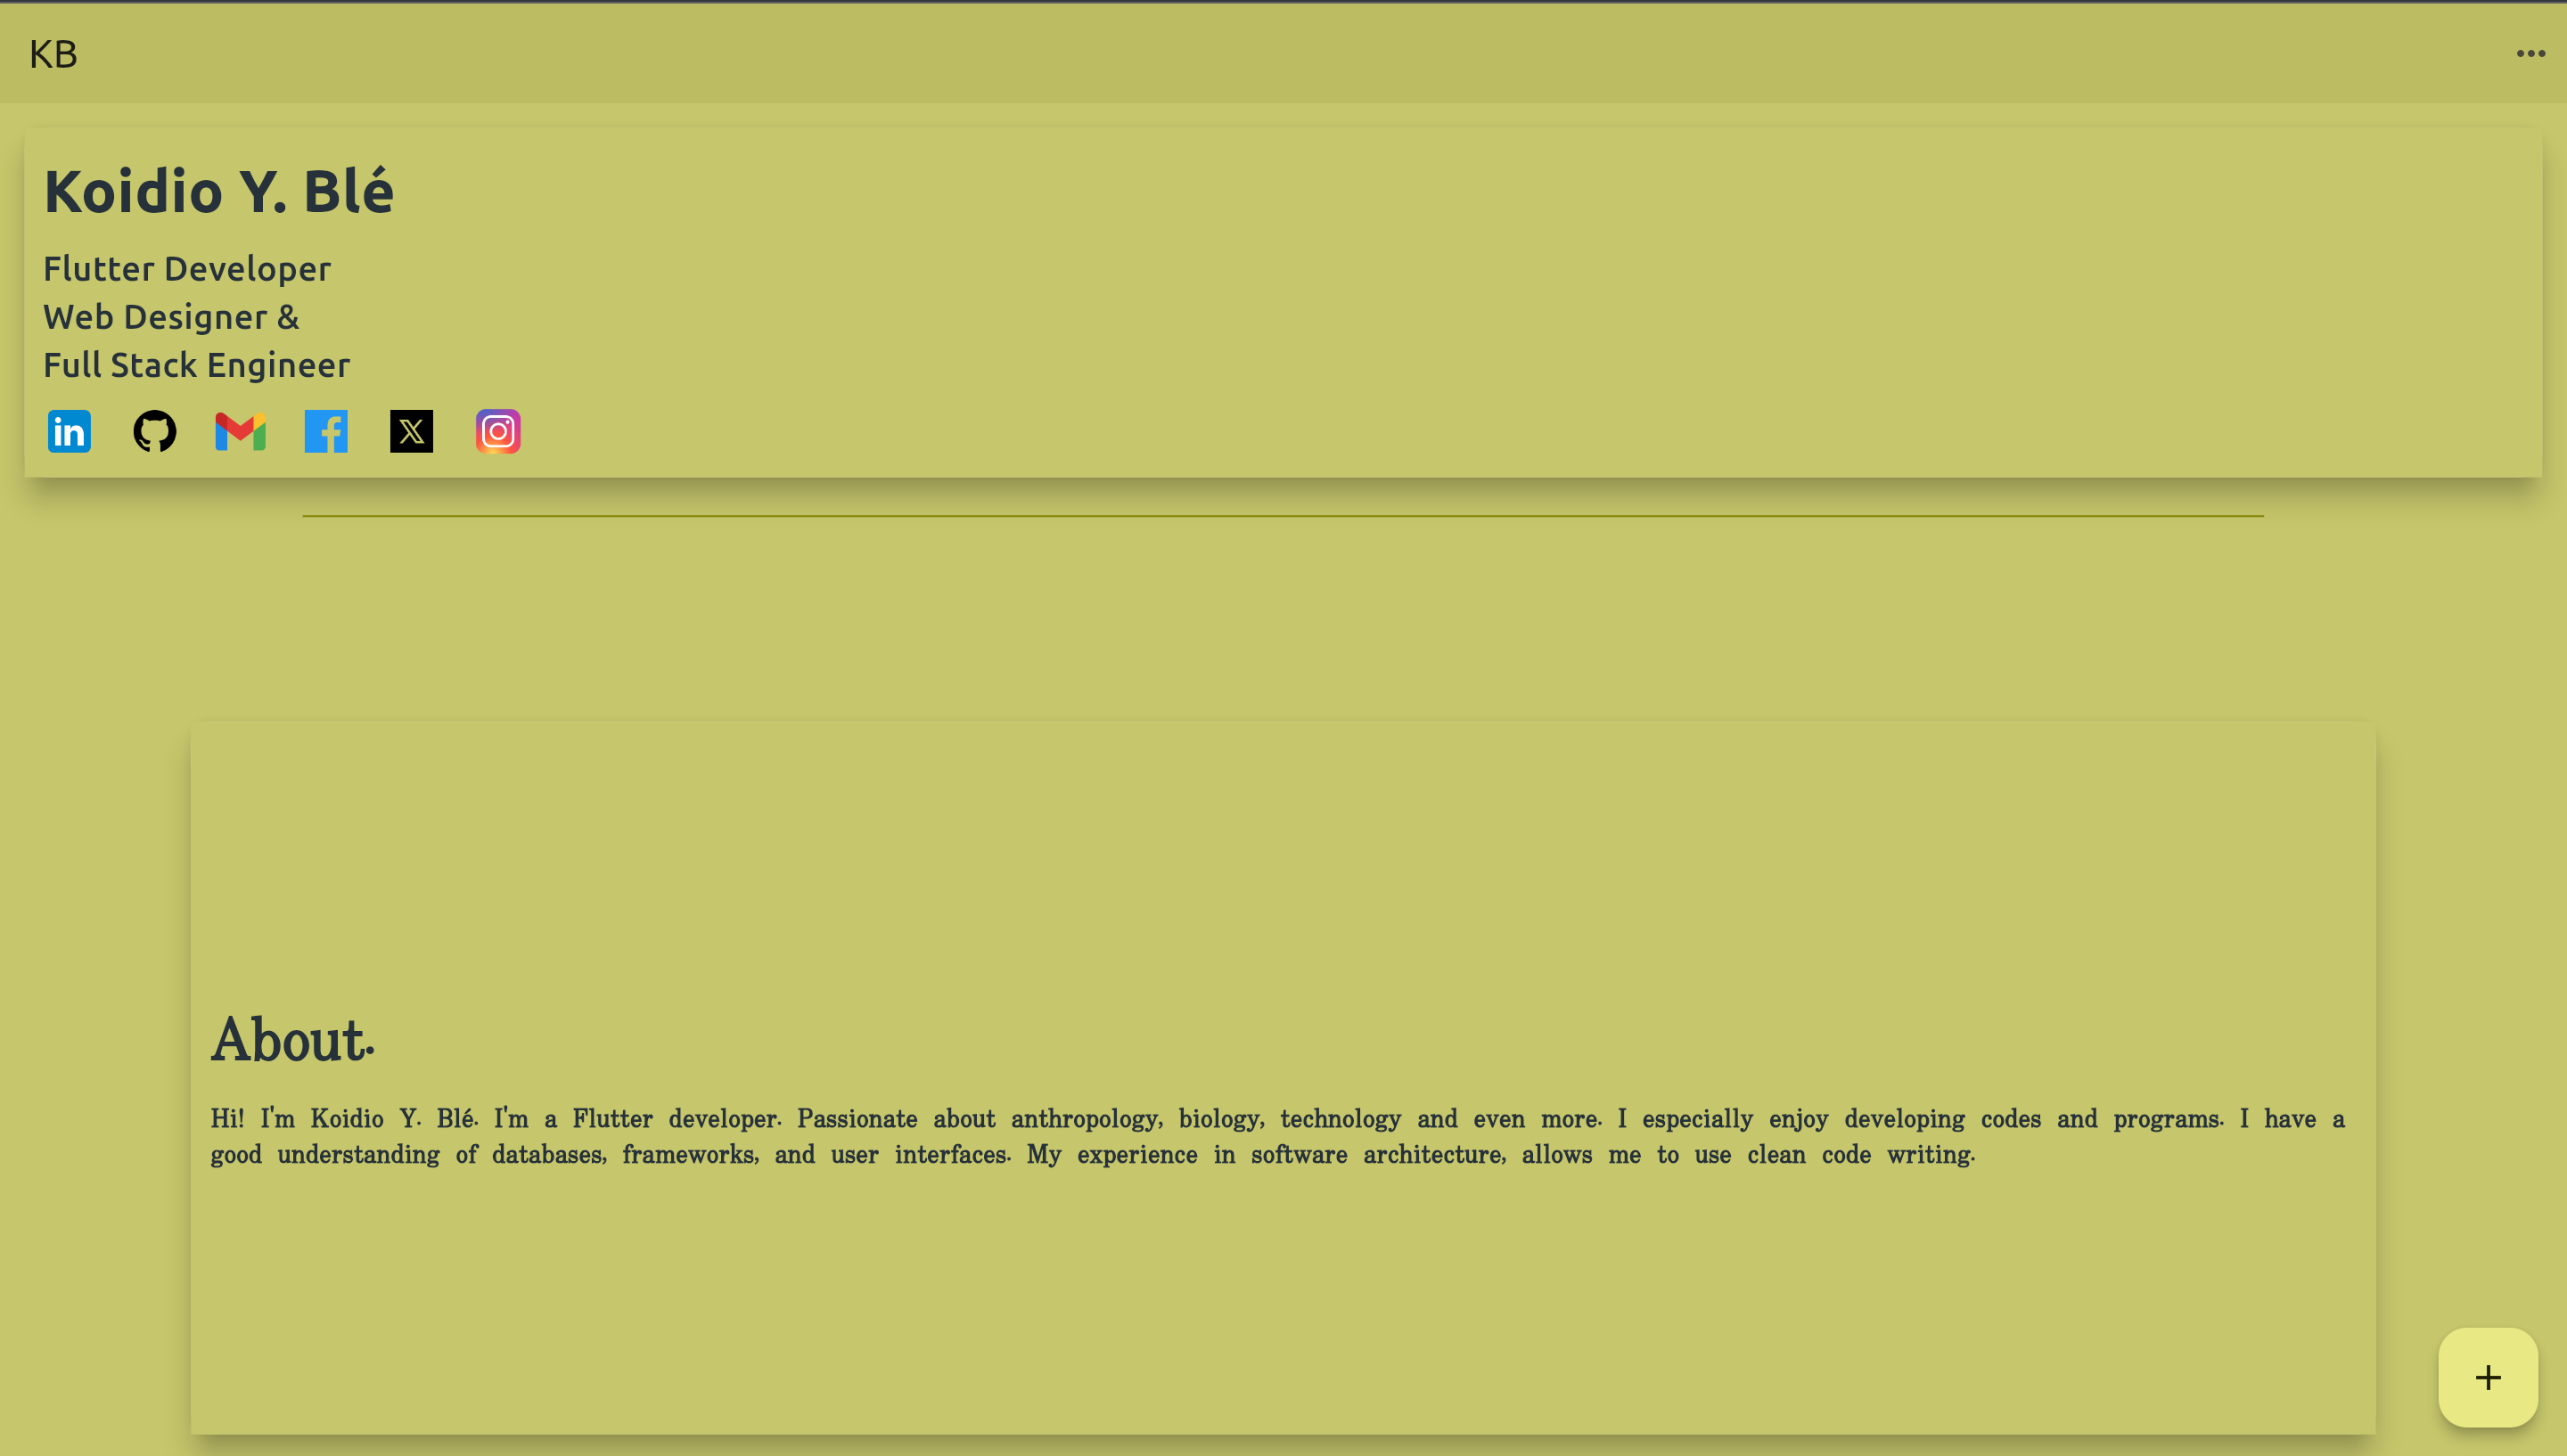 KB
Koidio Y. Blé
Flutter Developer
Web Designer &
Full Stack Engineer
About.
Hi! I'm Koidio Y. Blé. I'm a Flutter developer. Passionate about anthropology, biology, technology and even more. I especially enjoy developing codes and programs. I have a
good understanding of databases, frameworks, and user interfaces. My experience in software architecture, allows me to use clean code writing.